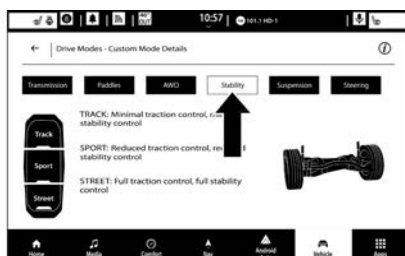 46°
OUT
10:57
101.1 HD-1
Drive Modes - Custom Mode Details
Transmission
Paddles
AWD
Stability
Suspension
Steering
TRACK: Minimal traction control,
stability control
SPORT: Reduced traction control,
stability control
STREET: Full traction control, full stability
control
Track
Sport
Street
Home
Media
Comfort
Nav
Android
Vehicle
Apps